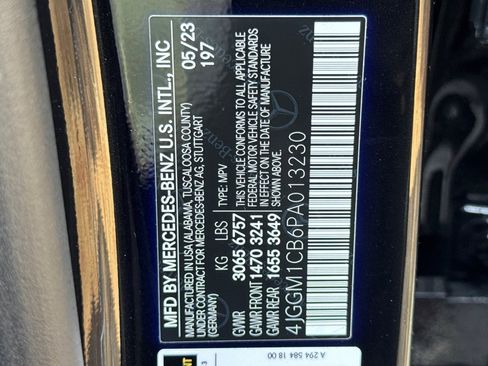 MFD BY MERCEDES-BENZ U.S. INTL., INC
MANUFACTURED IN USA (ALABAMA, TUSCALOOSA COUNTY)
UNDER CONTRACT FOR MERCEDES-BENZ AG, STUTTGART
(GERMANY)
05/23
197
TYPE: MPV
KG LBS
GVWR 3065 6757
GAWR FRONT 1470 3241
GAWR REAR 1655 3649
THIS VEHICLE CONFORMS TO ALL APPLICABLE
FEDERAL MOTOR VEHICLE SAFETY STANDARDS
IN EFFECT ON THE DATE OF MANUFACTURE
SHOWN ABOVE.
4JGGM1CB6PA013230
A 294 584 18 00